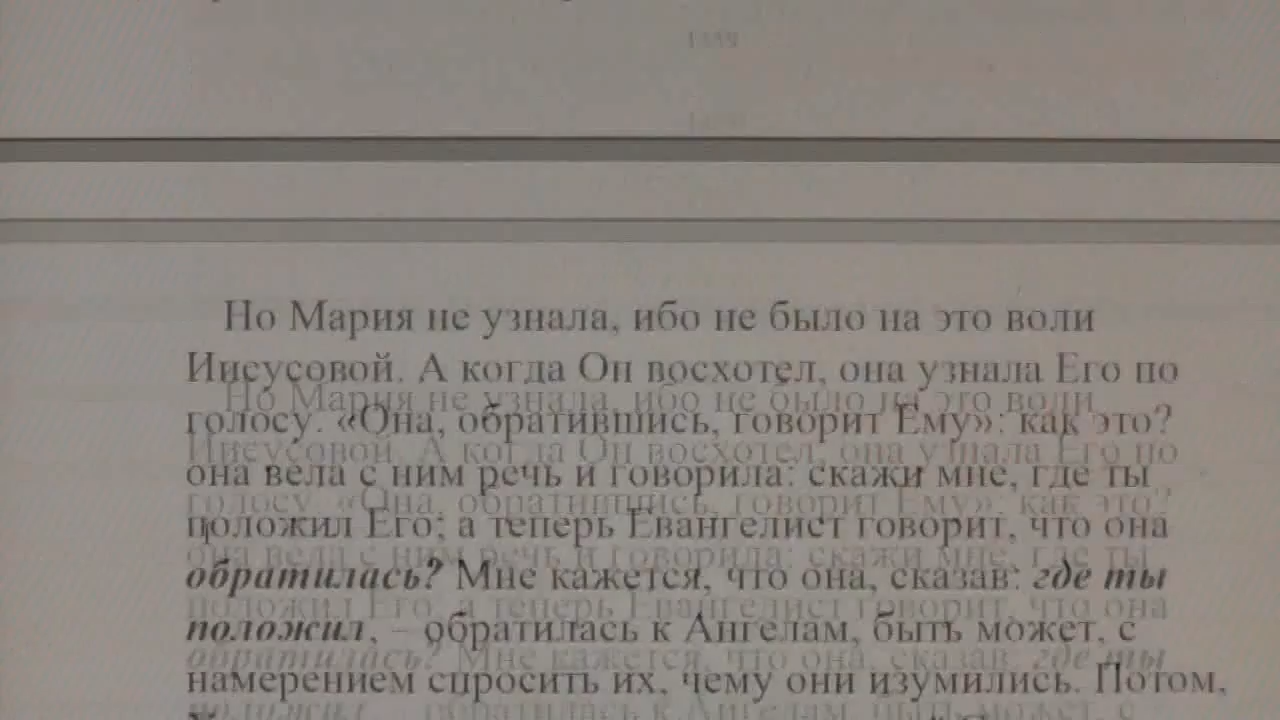 Но Мария не узнала, ибо не было на это воли
Иисусовой. А когда Он восхотел, она узнала Его по
голосу. «Она, обратившись, говорит Ему»: как это?
она вела с ним речь и говорила: скажи мне, где ты
положил Его; а теперь Евангелист говорит, что она
обратилась? Мне кажется, что она, сказав: где ты
положил, – обратилась к Ангелам, быть может, с
намерением спросить их, чему они изумились. Потом,